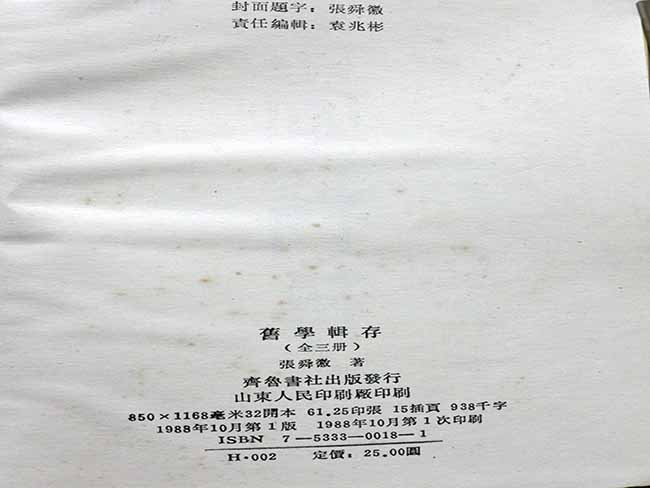 封面題字：張舜徽
責任編輯：袁兆彬
舊學輯存
（全三册）
張舜徽 著
齊魯書社出版發行
山東人民印刷廠印刷
850×1168毫米32開本 61.25印張 15插頁 938千字
1988年10月第1版 1988年10月第1次印刷
ISBN 7—5333—0018—1
H·002 定價：25.00圓